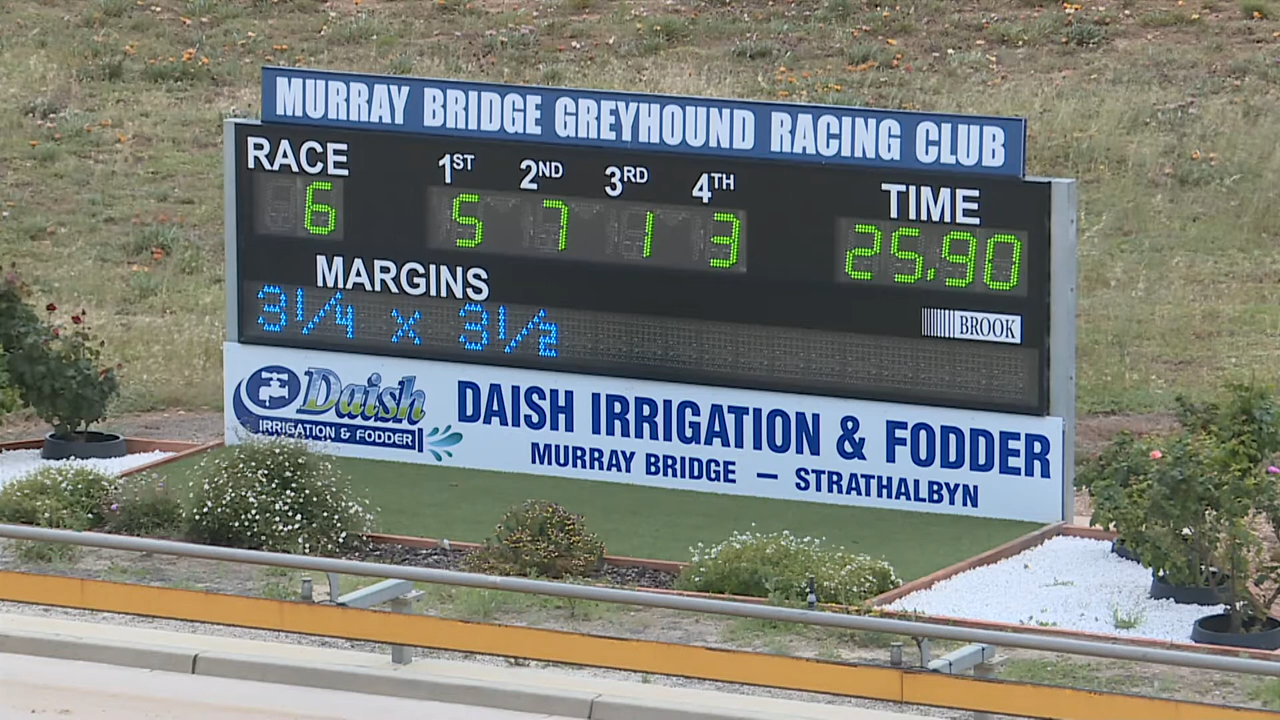 MURRAY BRIDGE GREYHOUND RACING CLUB
RACE 1ST 2ND 3RD 4TH TIME
6 5 7 1 3 25.90
MARGINS
3 1/4 x 3 1/2
BROOK
Daish
IRRIGATION & FODDER
DAISH IRRIGATION & FODDER
MURRAY BRIDGE – STRATHALBYN